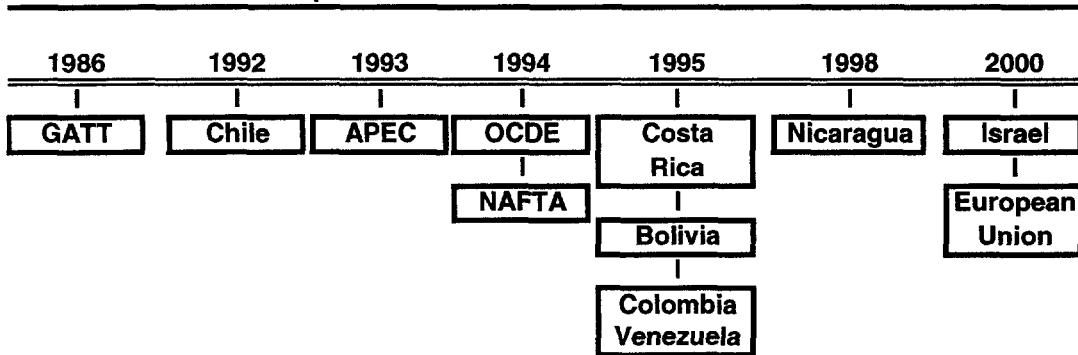 1986 1992 1993 1994 1995 1998 2000
GATT Chile APEC OCDE Costa Nicaragua Israel
Rica
NAFTA European
Bolivia Union
Colombia
Venezuela